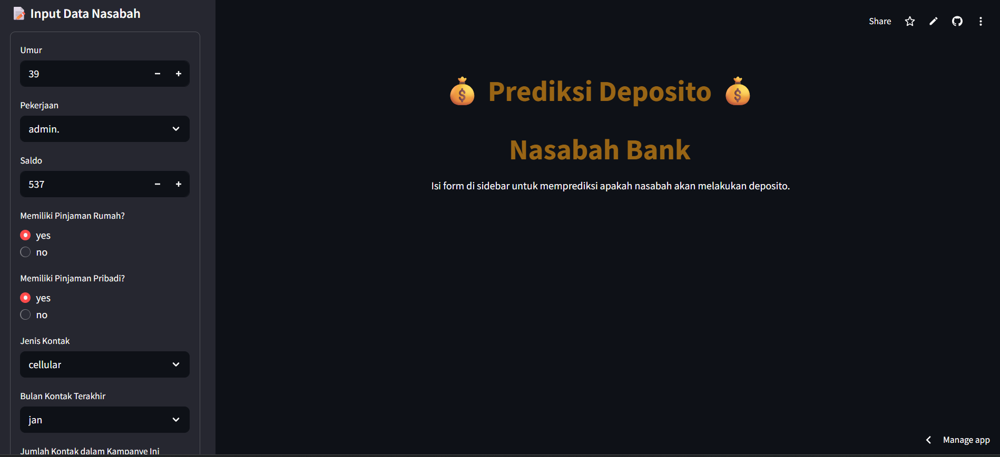 Input Data Nasabah
Umur
39
Pekerjaan
admin.
Saldo
537
Memiliki Pinjaman Rumah?
yes
no
Memiliki Pinjaman Pribadi?
yes
no
Jenis Kontak
cellular
Bulan Kontak Terakhir
jan
Jumlah Kontak dalam Kampanye Ini
Share
Prediksi Deposito
Nasabah Bank
Isi form di sidebar untuk memprediksi apakah nasabah akan melakukan deposito.
Manage app